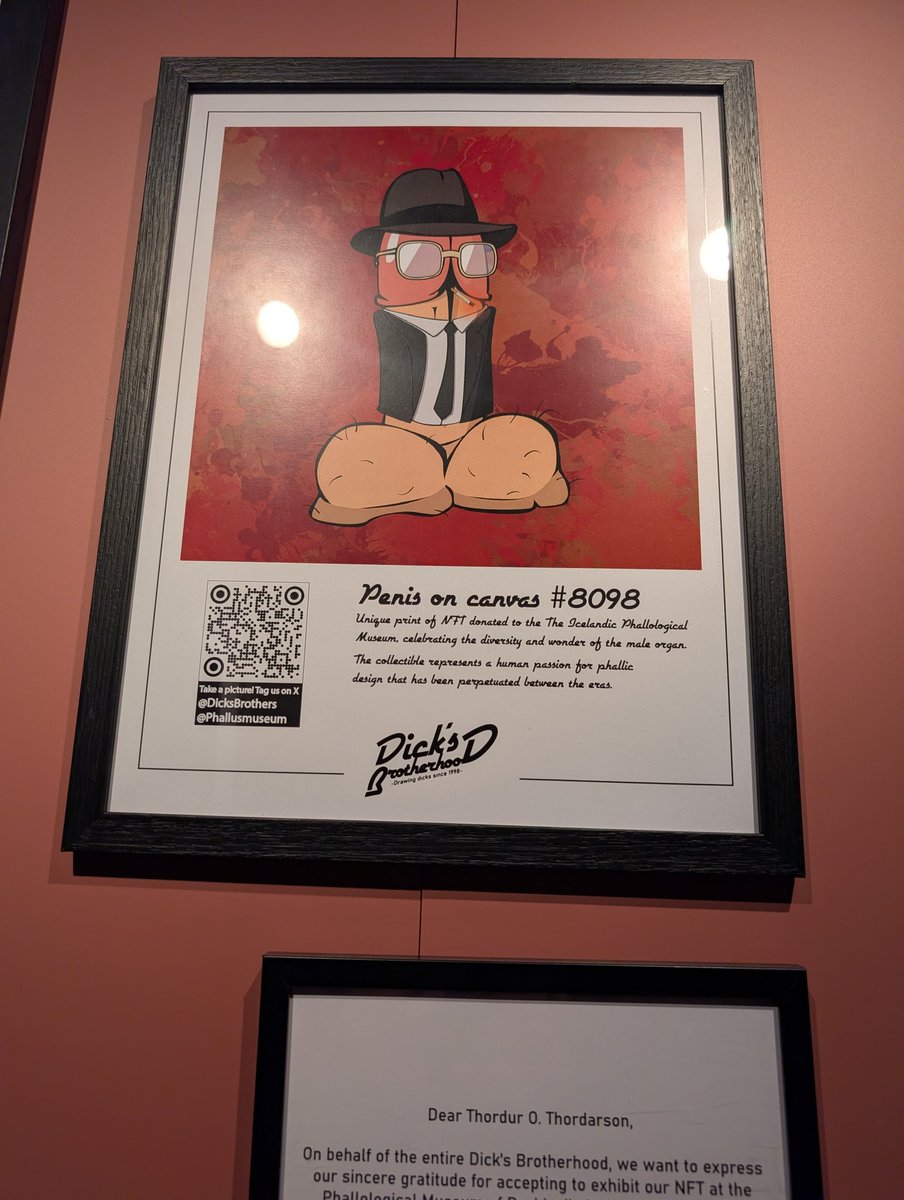 Penis on canvas #8098
Unique print of NFT donated to the The Icelandic Phallological
Museum, celebrating the diversity and wonder of the male organ.
The collectible represents a human passion for phallic
design that has been perpetuated between the eras.
Take a picture! Tag us on X
@DicksBrothers
@Phallusmuseum
Dick's
BrotherhooD
-Drawing dicks since 1998-
Dear Thordur O. Thordarson,
On behalf of the entire Dick's Brotherhood, we want to express
our sincere gratitude for accepting to exhibit our NFT at the
Phallological Museum of